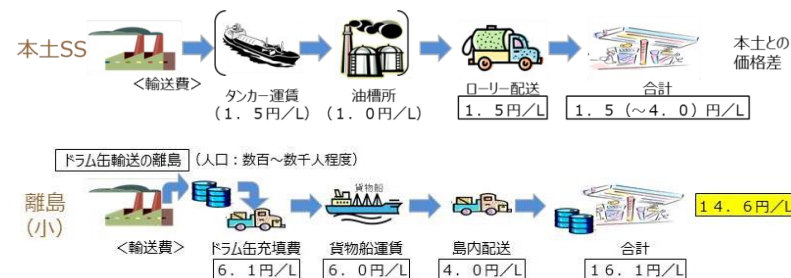 本土SS
<輸送費>
タンカー運賃
(1.5円/L)
油槽所
(1.0円/L)
ローリー配送
1.5円/L
合計
1.5(~4.0)円/L
本土との
価格差
ドラム缶輸送の離島 (人口:数百~数千人程度)
離島
(小)
<輸送費>
ドラム缶充填費
6.1円/L
貨物船
貨物船運賃
6.0円/L
島内配送
4.0円/L
合計
16.1円/L
14.6円/L